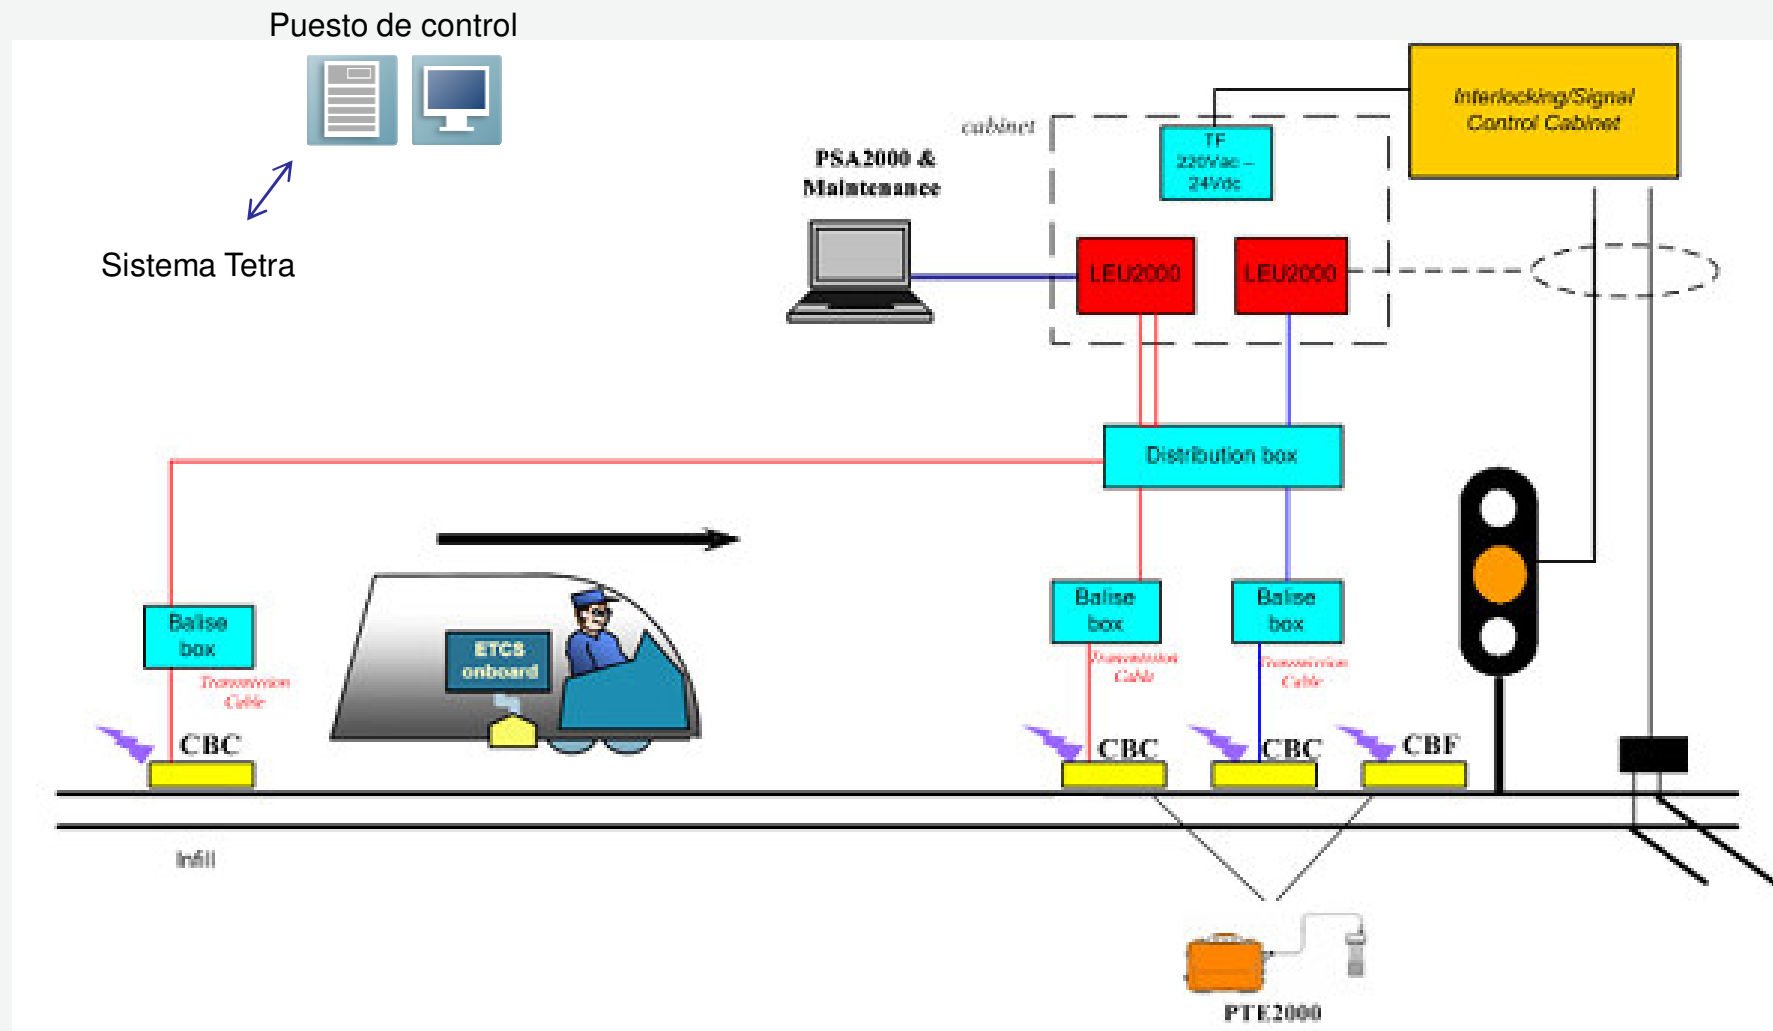 Puesto de control
Interlocking/Signal
Control Cabinet
cabinet
TF
220Vac –
24Vdc
PSA2000 &
Maintenance
LEU2000
LEU2000
Sistema Tetra
Distribution box
Balise
box
Balise
box
Balise
box
ETCS
onboard
Transmission
Cable
Transmission
Cable
Transmission
Cable
CBC
CBC
CBC
CBF
Infill
PTE2000